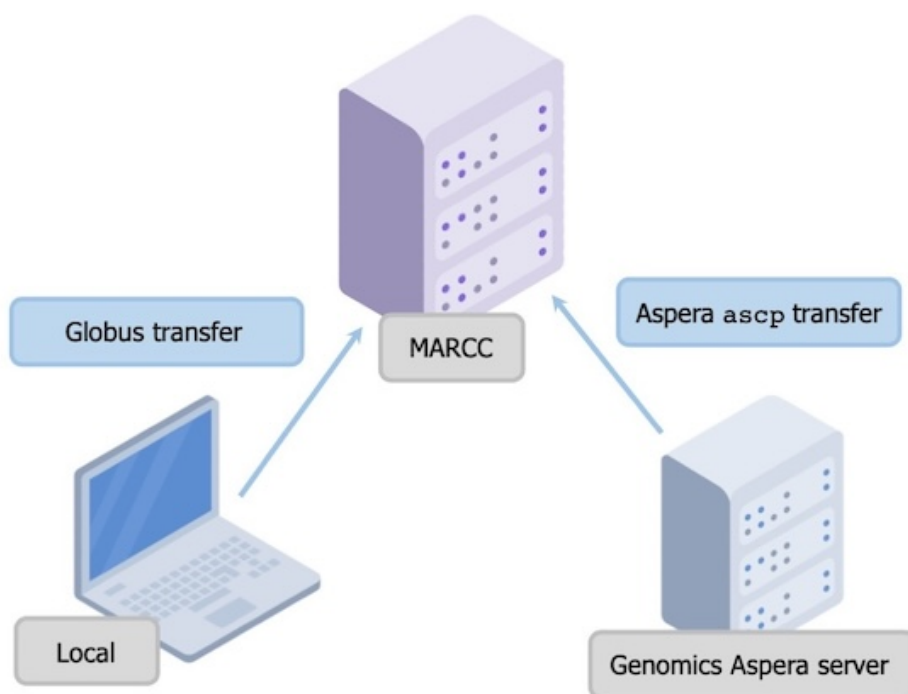 Globus transfer
MARCC
Aspera ascp transfer
Local
Genomics Aspera server